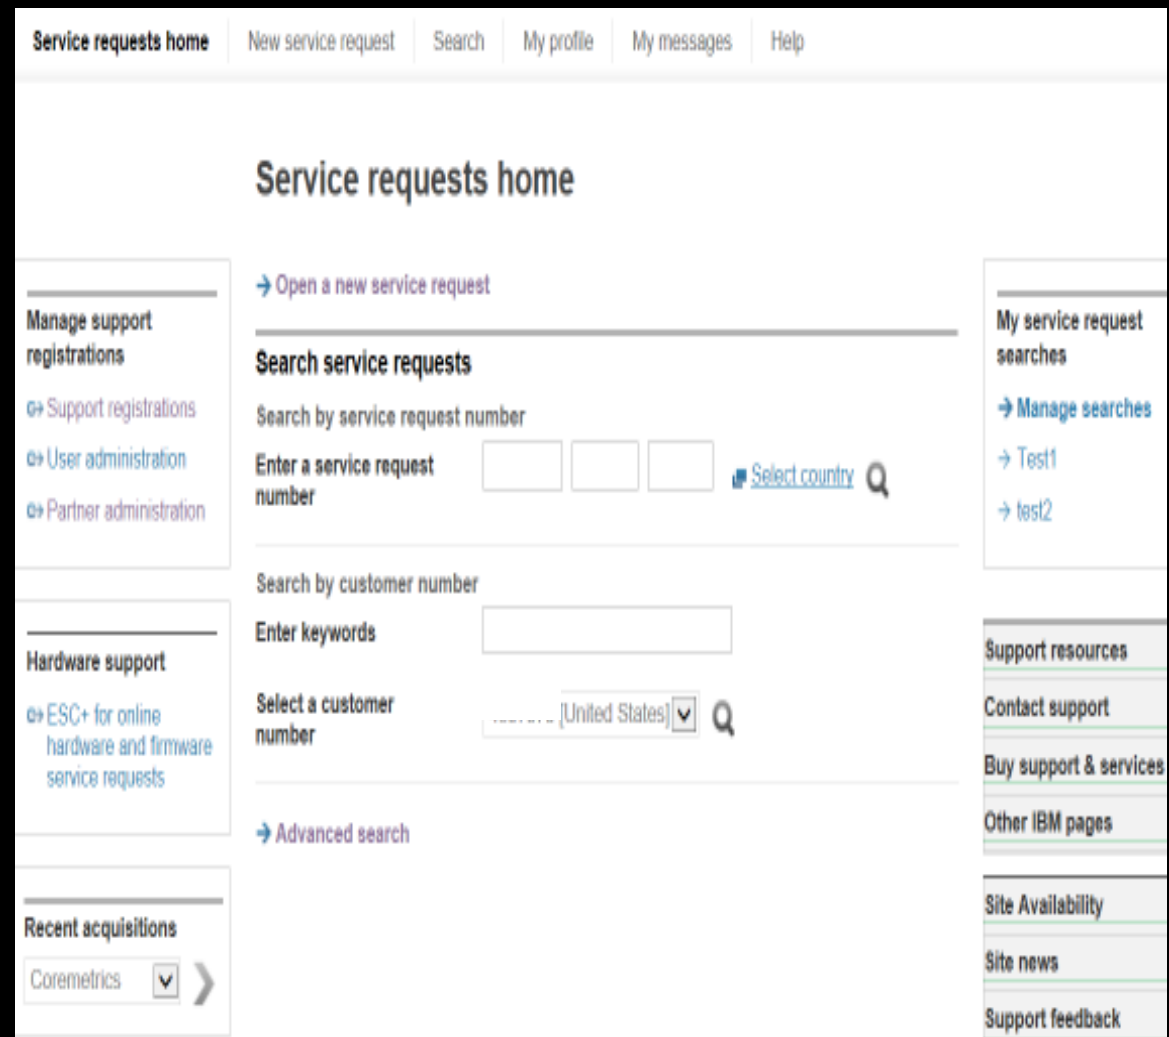 Service requests home
New service request
Search
My profile
My messages
Help
Service requests home
Manage support
registrations
Support registrations
User administration
Partner administration
Hardware support
ESC+ for online
hardware and firmware
service requests
Recent acquisitions
Coremetrics
Open a new service request
Search service requests
Search by service request number
Enter a service request
number
Select country
Search by customer number
Enter keywords
Select a customer
number
[United States]
Advanced search
My service request
searches
Manage searches
Test1
test2
Support resources
Contact support
Buy support & services
Other IBM pages
Site Availability
Site news
Support feedback